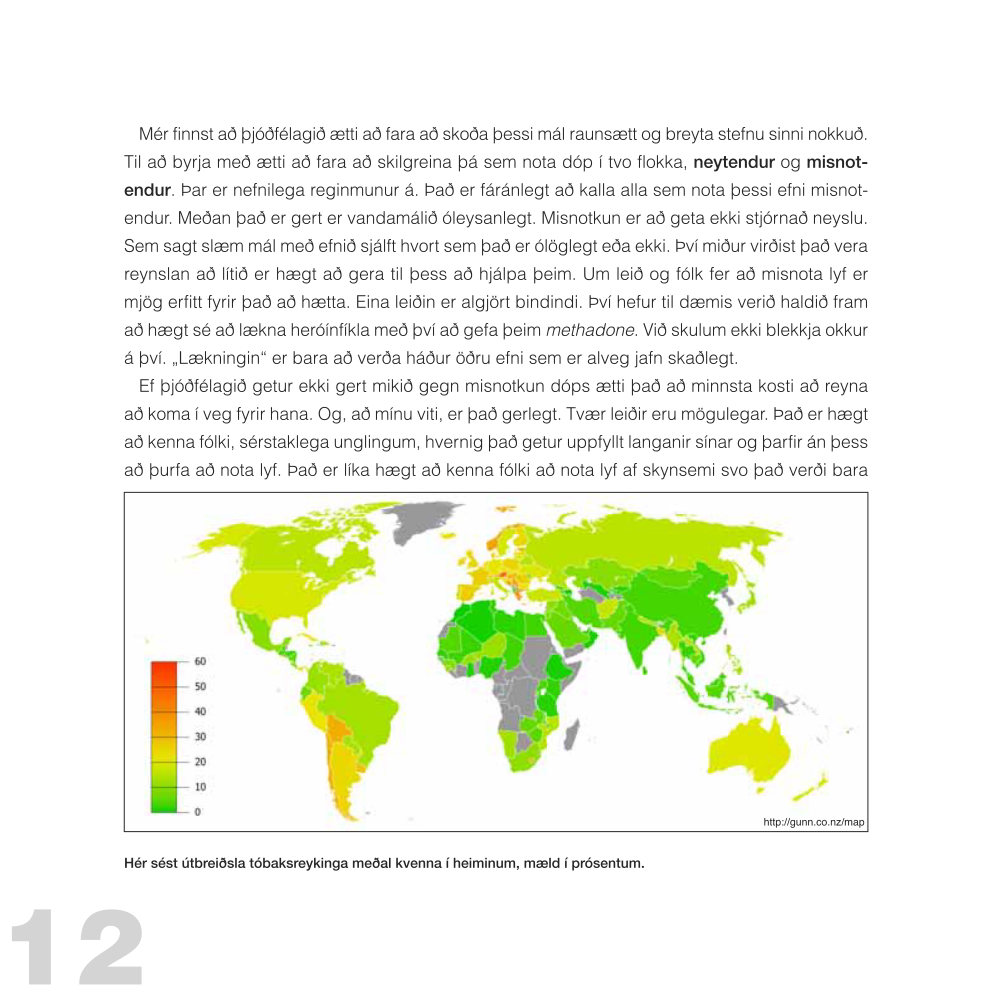 Mér finnst að þjóðfélagið ætti að fara að skoða þessi mál raunsætt og breyta stefnu sinni nokkuð.
Til að byrja með ætti að fara að skilgreina þá sem nota dóp í tvo flokka, neytendur og misnot-
endur. Þar er nefnilega reginmunur á. Það er fáránlegt að kalla alla sem nota þessi efni misnot-
endur. Meðan það er gert er vandamálið óleysanlegt. Misnotkun er að geta ekki stjórnað neyslu.
Sem sagt slæm mál með efnið sjálft hvort sem það er ólöglegt eða ekki. Því miður virðist það vera
reynslan að lítið er hægt að gera til þess að hjálpa þeim. Um leið og fólk fer að misnota lyf er
mjög erfitt fyrir það að hætta. Eina leiðin er algjört bindindi. Því hefur til dæmis verið haldið fram
að hægt sé að lækna heróínfíkla með því að gefa þeim methadone. Við skulum ekki blekkja okkur
á því. „Lækningin“ er bara að verða háður öðru efni sem er alveg jafn skaðlegt.
Ef þjóðfélagið getur ekki gert mikið gegn misnotkun dóps ætti það að minnsta kosti að reyna
að koma í veg fyrir hana. Og, að mínu viti, er það gerlegt. Tvær leiðir eru mögulegar. Það er hægt
að kenna fólki, sérstaklega unglingum, hvernig það getur uppfyllt langanir sínar og þarfir án þess
að þurfa að nota lyf. Það er líka hægt að kenna fólki að nota lyf af skynsemi svo það verði bara
60
50
40
30
20
10
0
http://gunn.co.nz/map
Hér sést útbreiðsla tóbaksreykinga meðal kvenna í heiminum, mæld í prósentum.
12